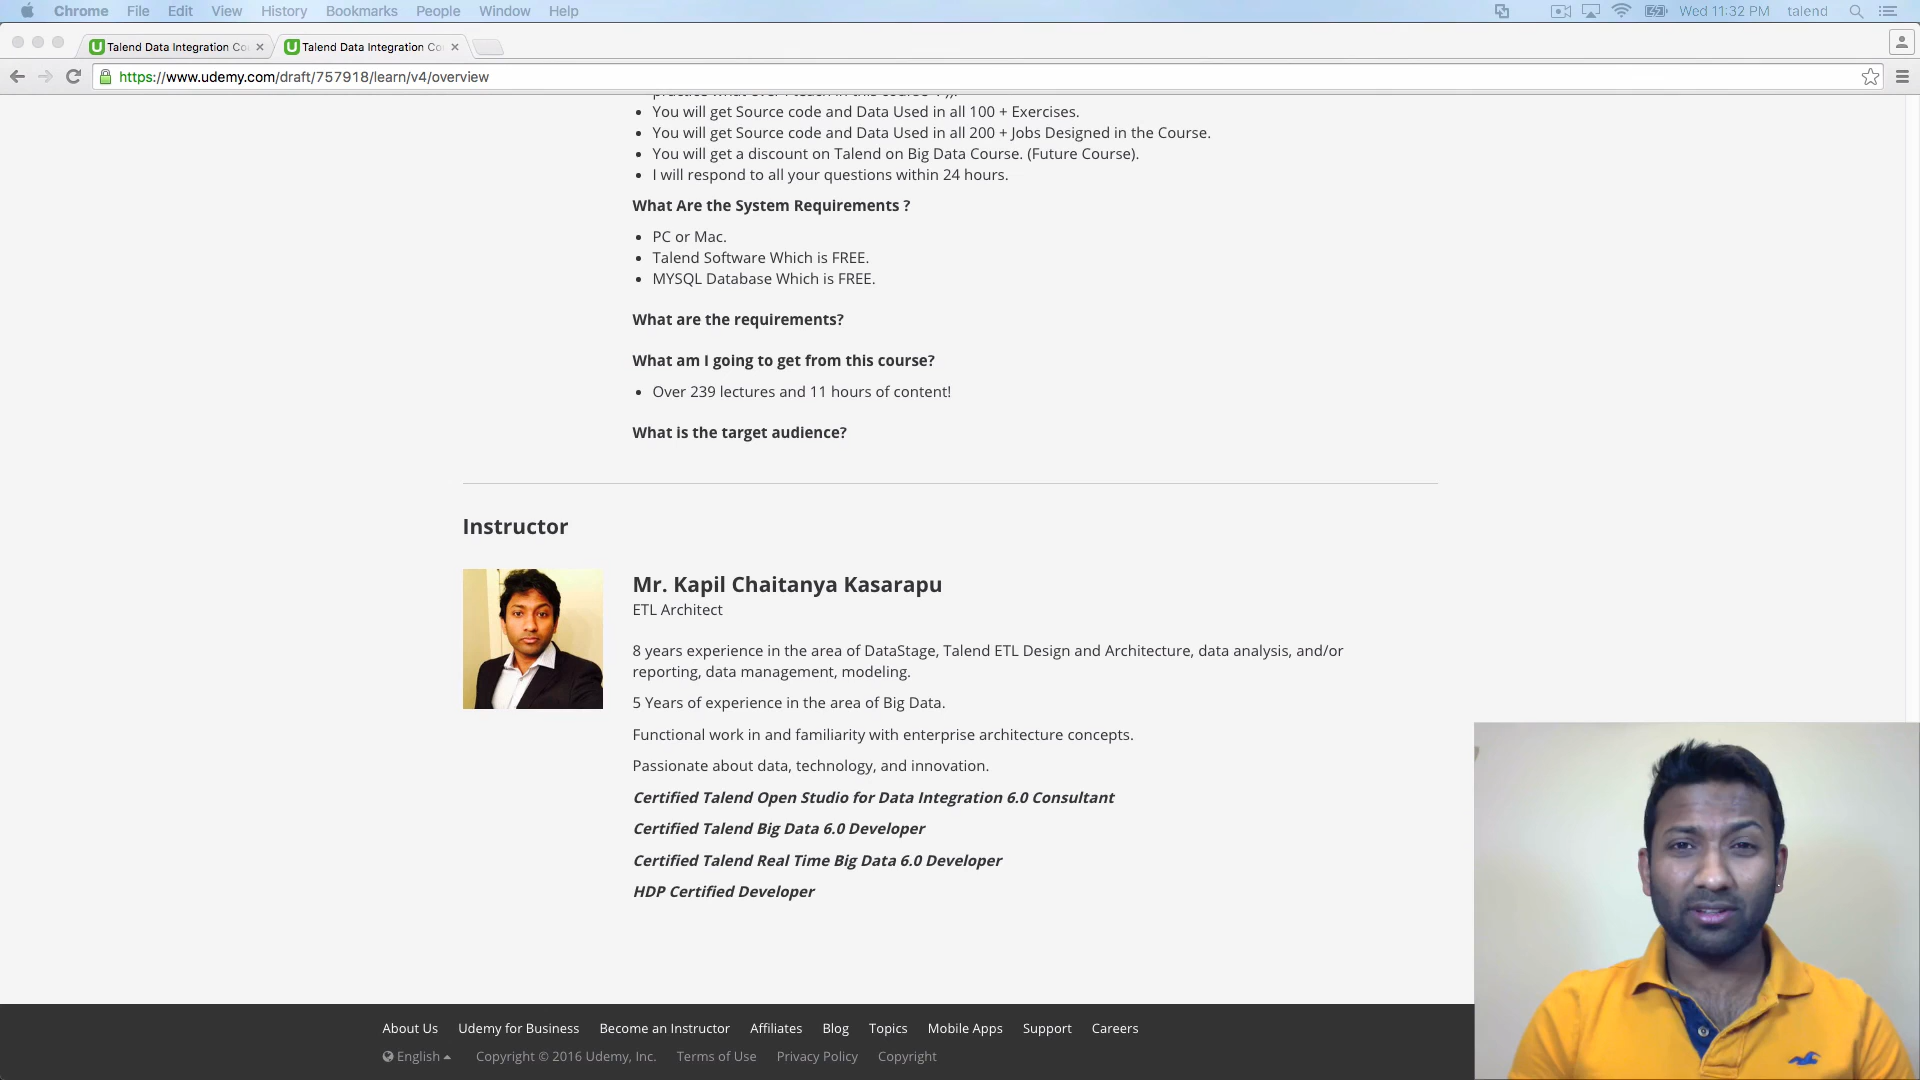 Chrome File Edit View History Bookmarks People Window Help Wed 11:32 PM talend
Talend Data Integration Co Talend Data Integration Co
https://www.udemy.com/draft/757918/learn/v4/overview
You will get Source code and Data Used in all 100 + Exercises.
You will get Source code and Data Used in all 200 + Jobs Designed in the Course.
You will get a discount on Talend on Big Data Course. (Future Course).
I will respond to all your questions within 24 hours.
What Are the System Requirements ?
PC or Mac.
Talend Software Which is FREE.
MYSQL Database Which is FREE.
What are the requirements?
What am I going to get from this course?
Over 239 lectures and 11 hours of content!
What is the target audience?
Instructor
Mr. Kapil Chaitanya Kasarapu
ETL Architect
8 years experience in the area of DataStage, Talend ETL Design and Architecture, data analysis, and/or
reporting, data management, modeling.
5 Years of experience in the area of Big Data.
Functional work in and familiarity with enterprise architecture concepts.
Passionate about data, technology, and innovation.
Certified Talend Open Studio for Data Integration 6.0 Consultant
Certified Talend Big Data 6.0 Developer
Certified Talend Real Time Big Data 6.0 Developer
HDP Certified Developer
About Us Udemy for Business Become an Instructor Affiliates Blog Topics Mobile Apps Support Careers
English Copyright © 2016 Udemy, Inc. Terms of Use Privacy Policy Copyright